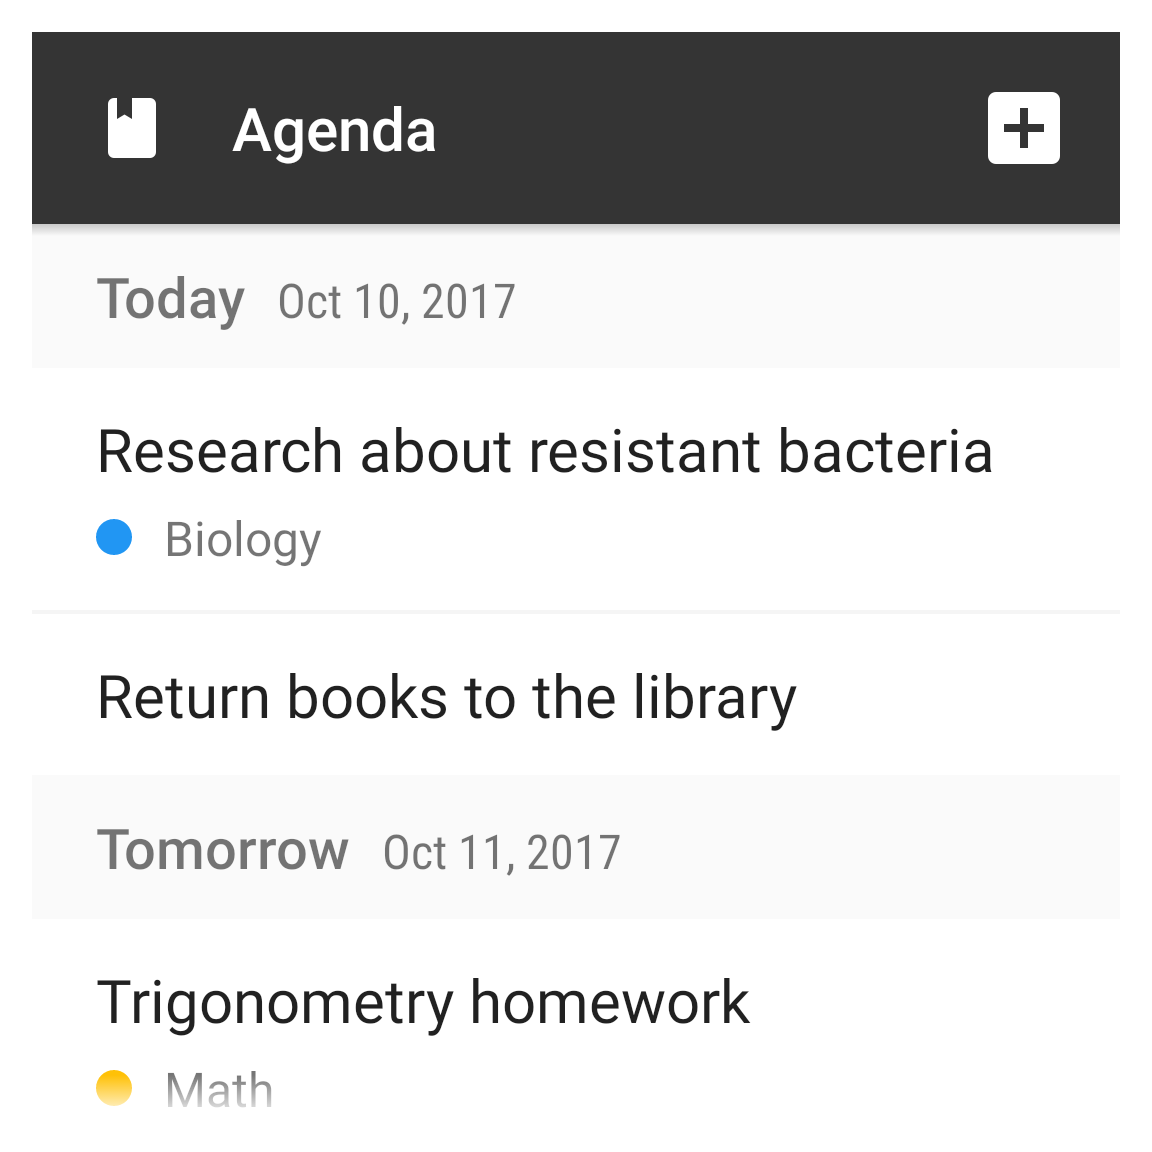 Agenda
Today Oct 10, 2017
Research about resistant bacteria
Biology
Return books to the library
Tomorrow Oct 11, 2017
Trigonometry homework
Math